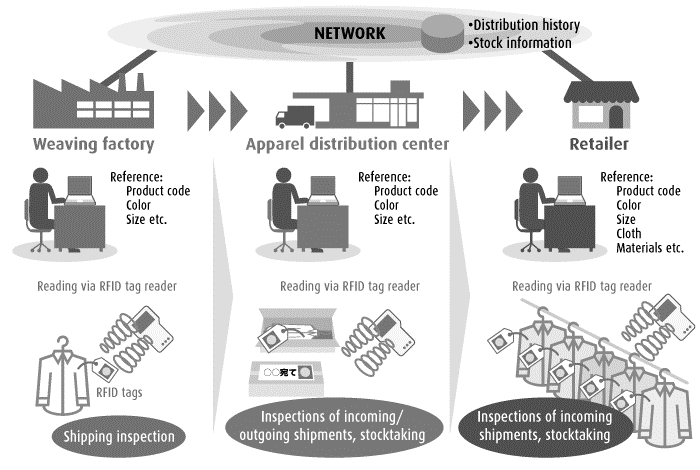 NETWORK
•Distribution history
•Stock information
Weaving factory
Apparel distribution center
Retailer
Reference:
Product code
Color
Size etc.
Reference:
Product code
Color
Size etc.
Reference:
Product code
Color
Size
Cloth
Materials etc.
Reading via RFID tag reader
Reading via RFID tag reader
Reading via RFID tag reader
RFID tags
○○宛て
Shipping inspection
Inspections of incoming/
outgoing shipments, stocktaking
Inspections of incoming
shipments, stocktaking